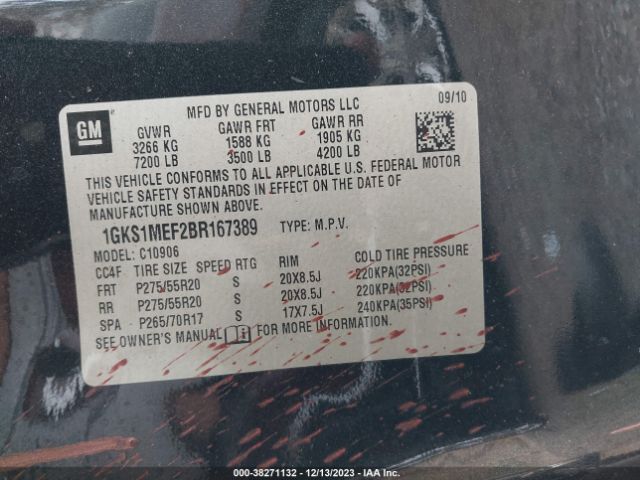 MFD BY GENERAL MOTORS LLC 09/10
GM
GVWR GAWR FRT GAWR RR
3266 KG 1588 KG 1905 KG
7200 LB 3500 LB 4200 LB
THIS VEHICLE CONFORMS TO ALL APPLICABLE U.S. FEDERAL MOTOR
VEHICLE SAFETY STANDARDS IN EFFECT ON THE DATE OF
MANUFACTURE SHOWN ABOVE.
1GKS1MEF2BR167389 TYPE: M.P.V.
MODEL: C10906
CC4F TIRE SIZE SPEED RTG RIM COLD TIRE PRESSURE
FRT P275/55R20 S 20X8.5J 220KPA(32PSI)
RR P275/55R20 S 20X8.5J 220KPA(32PSI)
SPA P265/70R17 S 17X7.5J 240KPA(35PSI)
SEE OWNER'S MANUAL FOR MORE INFORMATION.
000-38271132 - 12/13/2023 - IAA Inc.